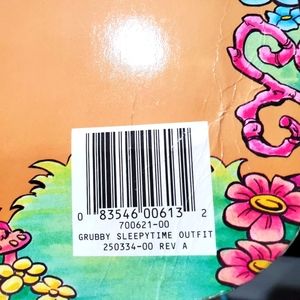 0 83546 00613 2
700621-00
GRUBBY SLEEPYTIME OUTFIT
250334-00 REV A